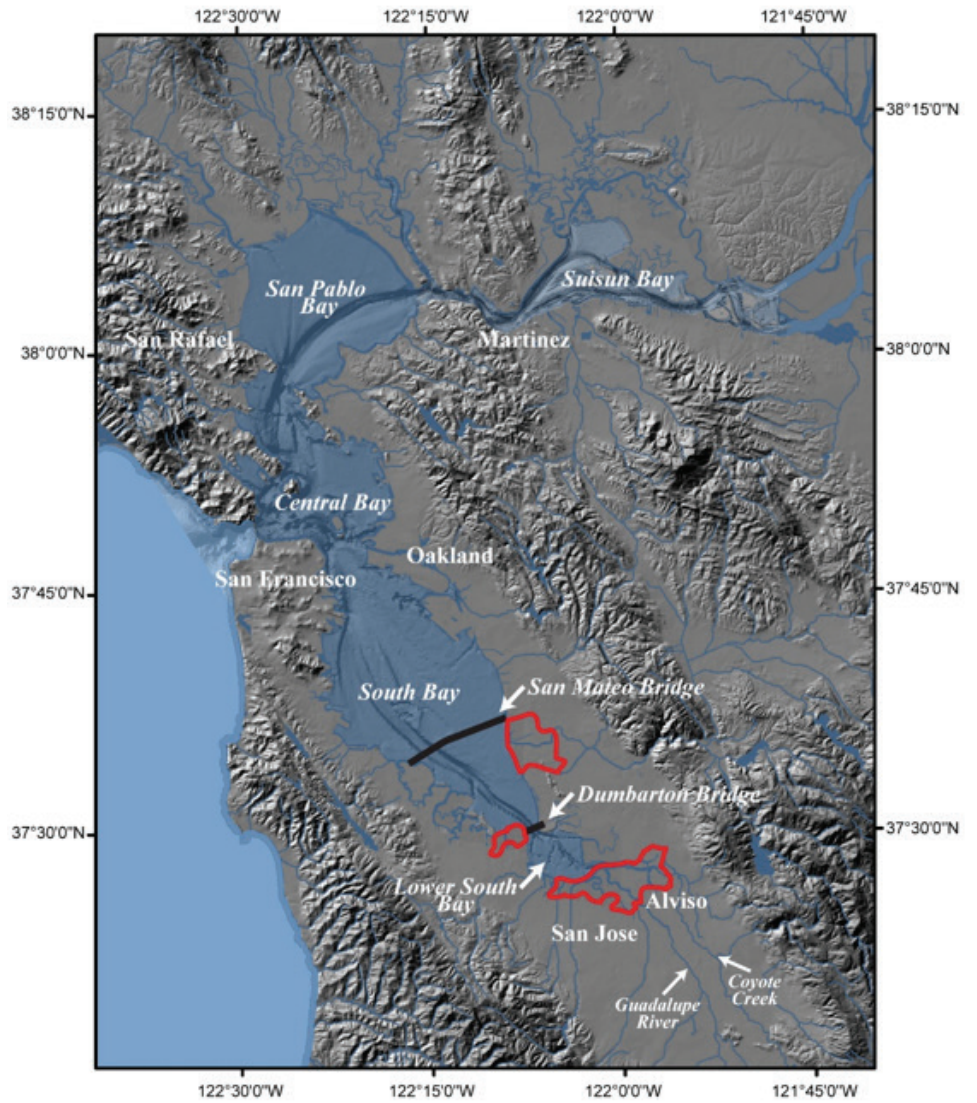 122°30'0"W 122°15'0"W 122°0'0"W 121°45'0"W
38°15'0"N 38°15'0"N
San Pablo
Bay
Suisun Bay
San Rafael
Martinez
38°0'0"N 38°0'0"N
Central Bay
Oakland
San Francisco
37°45'0"N 37°45'0"N
South Bay
San Mateo Bridge
Dumbarton Bridge
37°30'0"N 37°30'0"N
Lower South
Bay
Alviso
San Jose
Coyote
Creek
Guadalupe
River
122°30'0"W 122°15'0"W 122°0'0"W 121°45'0"W